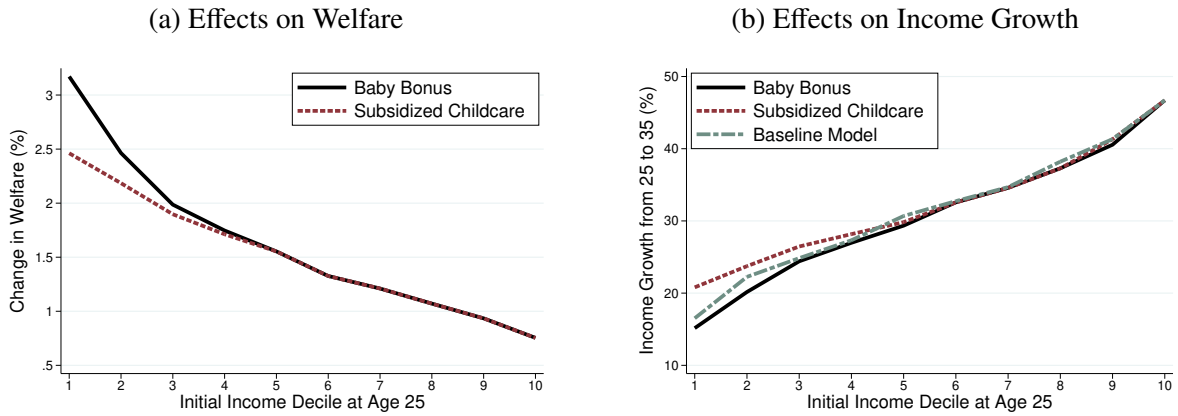 (a) Effects on Welfare
Change in Welfare (%)
3
2.5
2
1.5
1
.5
Baby Bonus
Subsidized Childcare
1 2 3 4 5 6 7 8 9 10
Initial Income Decile at Age 25
(b) Effects on Income Growth
Income Growth from 25 to 35 (%)
50
40
30
20
10
Baby Bonus
Subsidized Childcare
Baseline Model
1 2 3 4 5 6 7 8 9 10
Initial Income Decile at Age 25